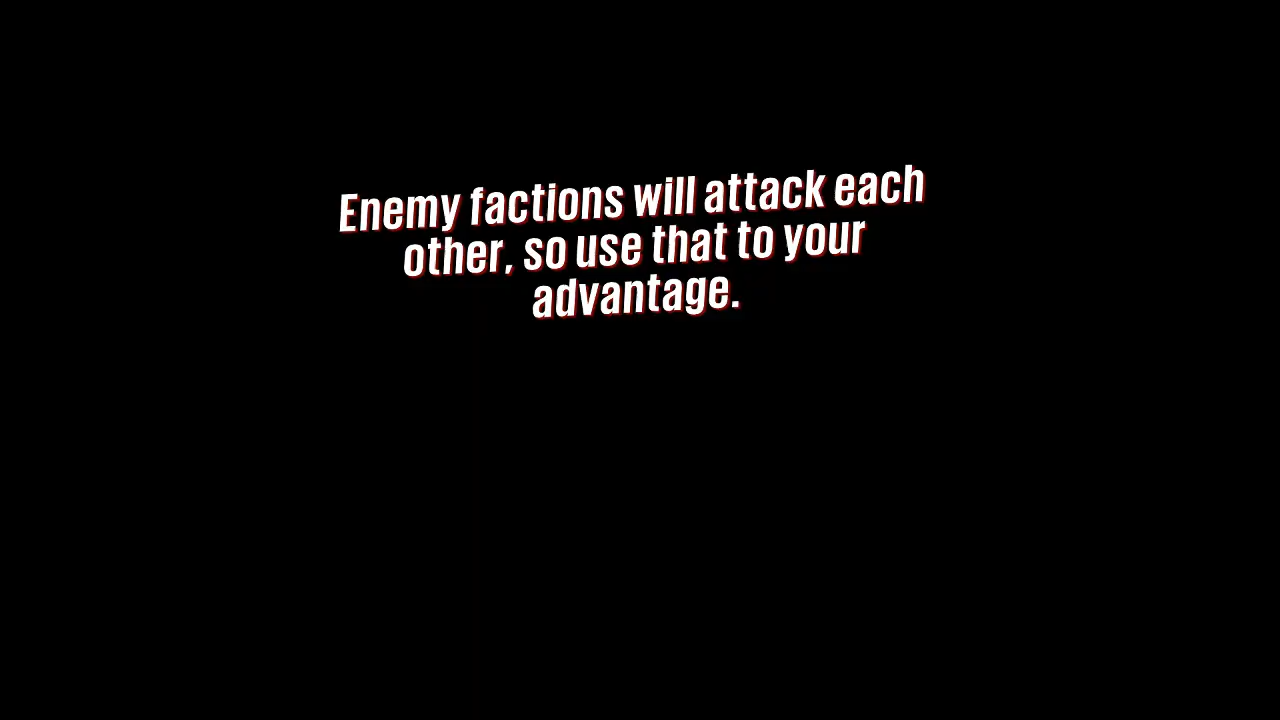 Enemy factions will attack each
other, so use that to your
advantage.